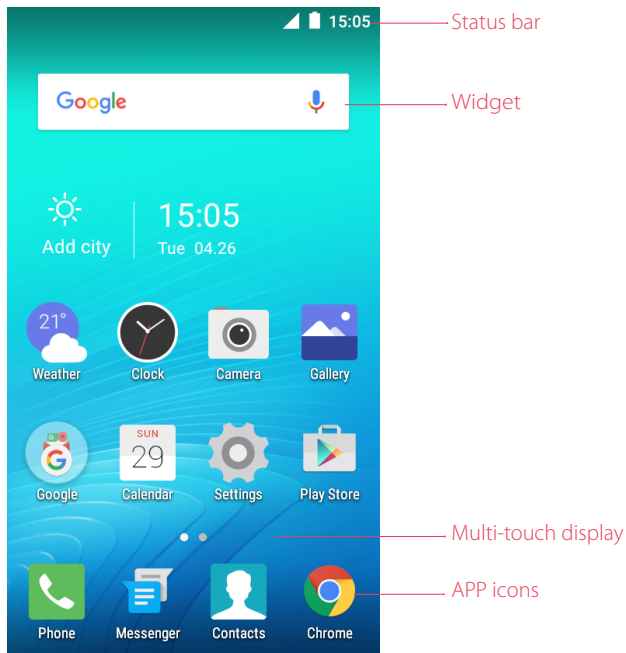 15:05 Status bar
Google Widget
15:05
Add city Tue 04.26
21°
Weather Clock Camera Gallery
SUN
G 29
Google Calendar Settings Play Store
Multi-touch display
APP icons
Phone Messenger Contacts Chrome